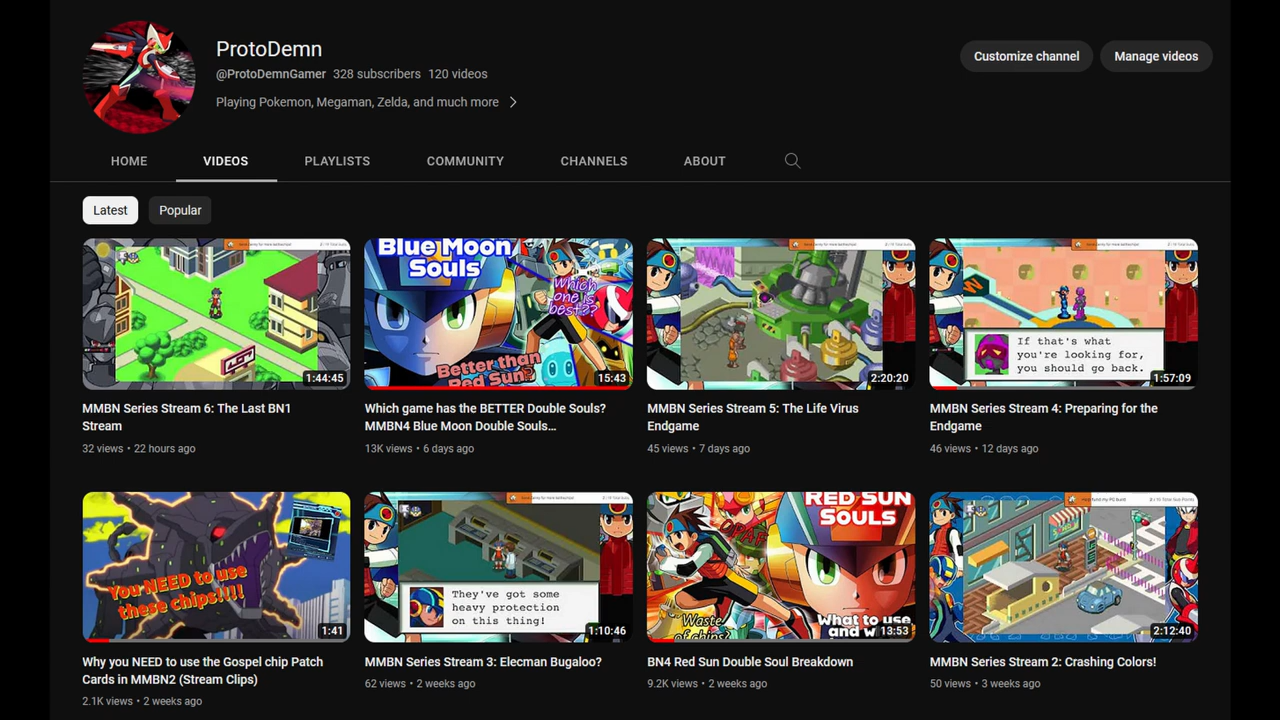 ProtoDemn
@ProtoDemnGamer 328 subscribers 120 videos
Playing Pokemon, Megaman, Zelda, and much more
Customize channel
Manage videos
HOME
VIDEOS
PLAYLISTS
COMMUNITY
CHANNELS
ABOUT
Latest
Popular
1:44:45
MMBN Series Stream 6: The Last BN1
Stream
32 views • 22 hours ago
Blue Moon
Souls
Which
one is
best??
Better than
Red Sun?
15:43
Which game has the BETTER Double Souls?
MMBN4 Blue Moon Double Souls…
13K views • 6 days ago
2:20:20
MMBN Series Stream 5: The Life Virus
Endgame
45 views • 7 days ago
If that's what
you're looking for,
you should go back.
1:57:09
MMBN Series Stream 4: Preparing for the
Endgame
46 views • 12 days ago
You NEED to use
these chips!!!!
1:41
Why you NEED to use the Gospel chip Patch
Cards in MMBN2 (Stream Clips)
2.1K views • 2 weeks ago
They've got some
heavy protection
on this thing!
1:10:46
MMBN Series Stream 3: Elecman Bugaloo?
62 views • 2 weeks ago
RED SUN
SOULS
Waste
of chips
What to use
and w
13:53
BN4 Red Sun Double Soul Breakdown
9.2K views • 2 weeks ago
2:12:40
MMBN Series Stream 2: Crashing Colors!
50 views • 3 weeks ago